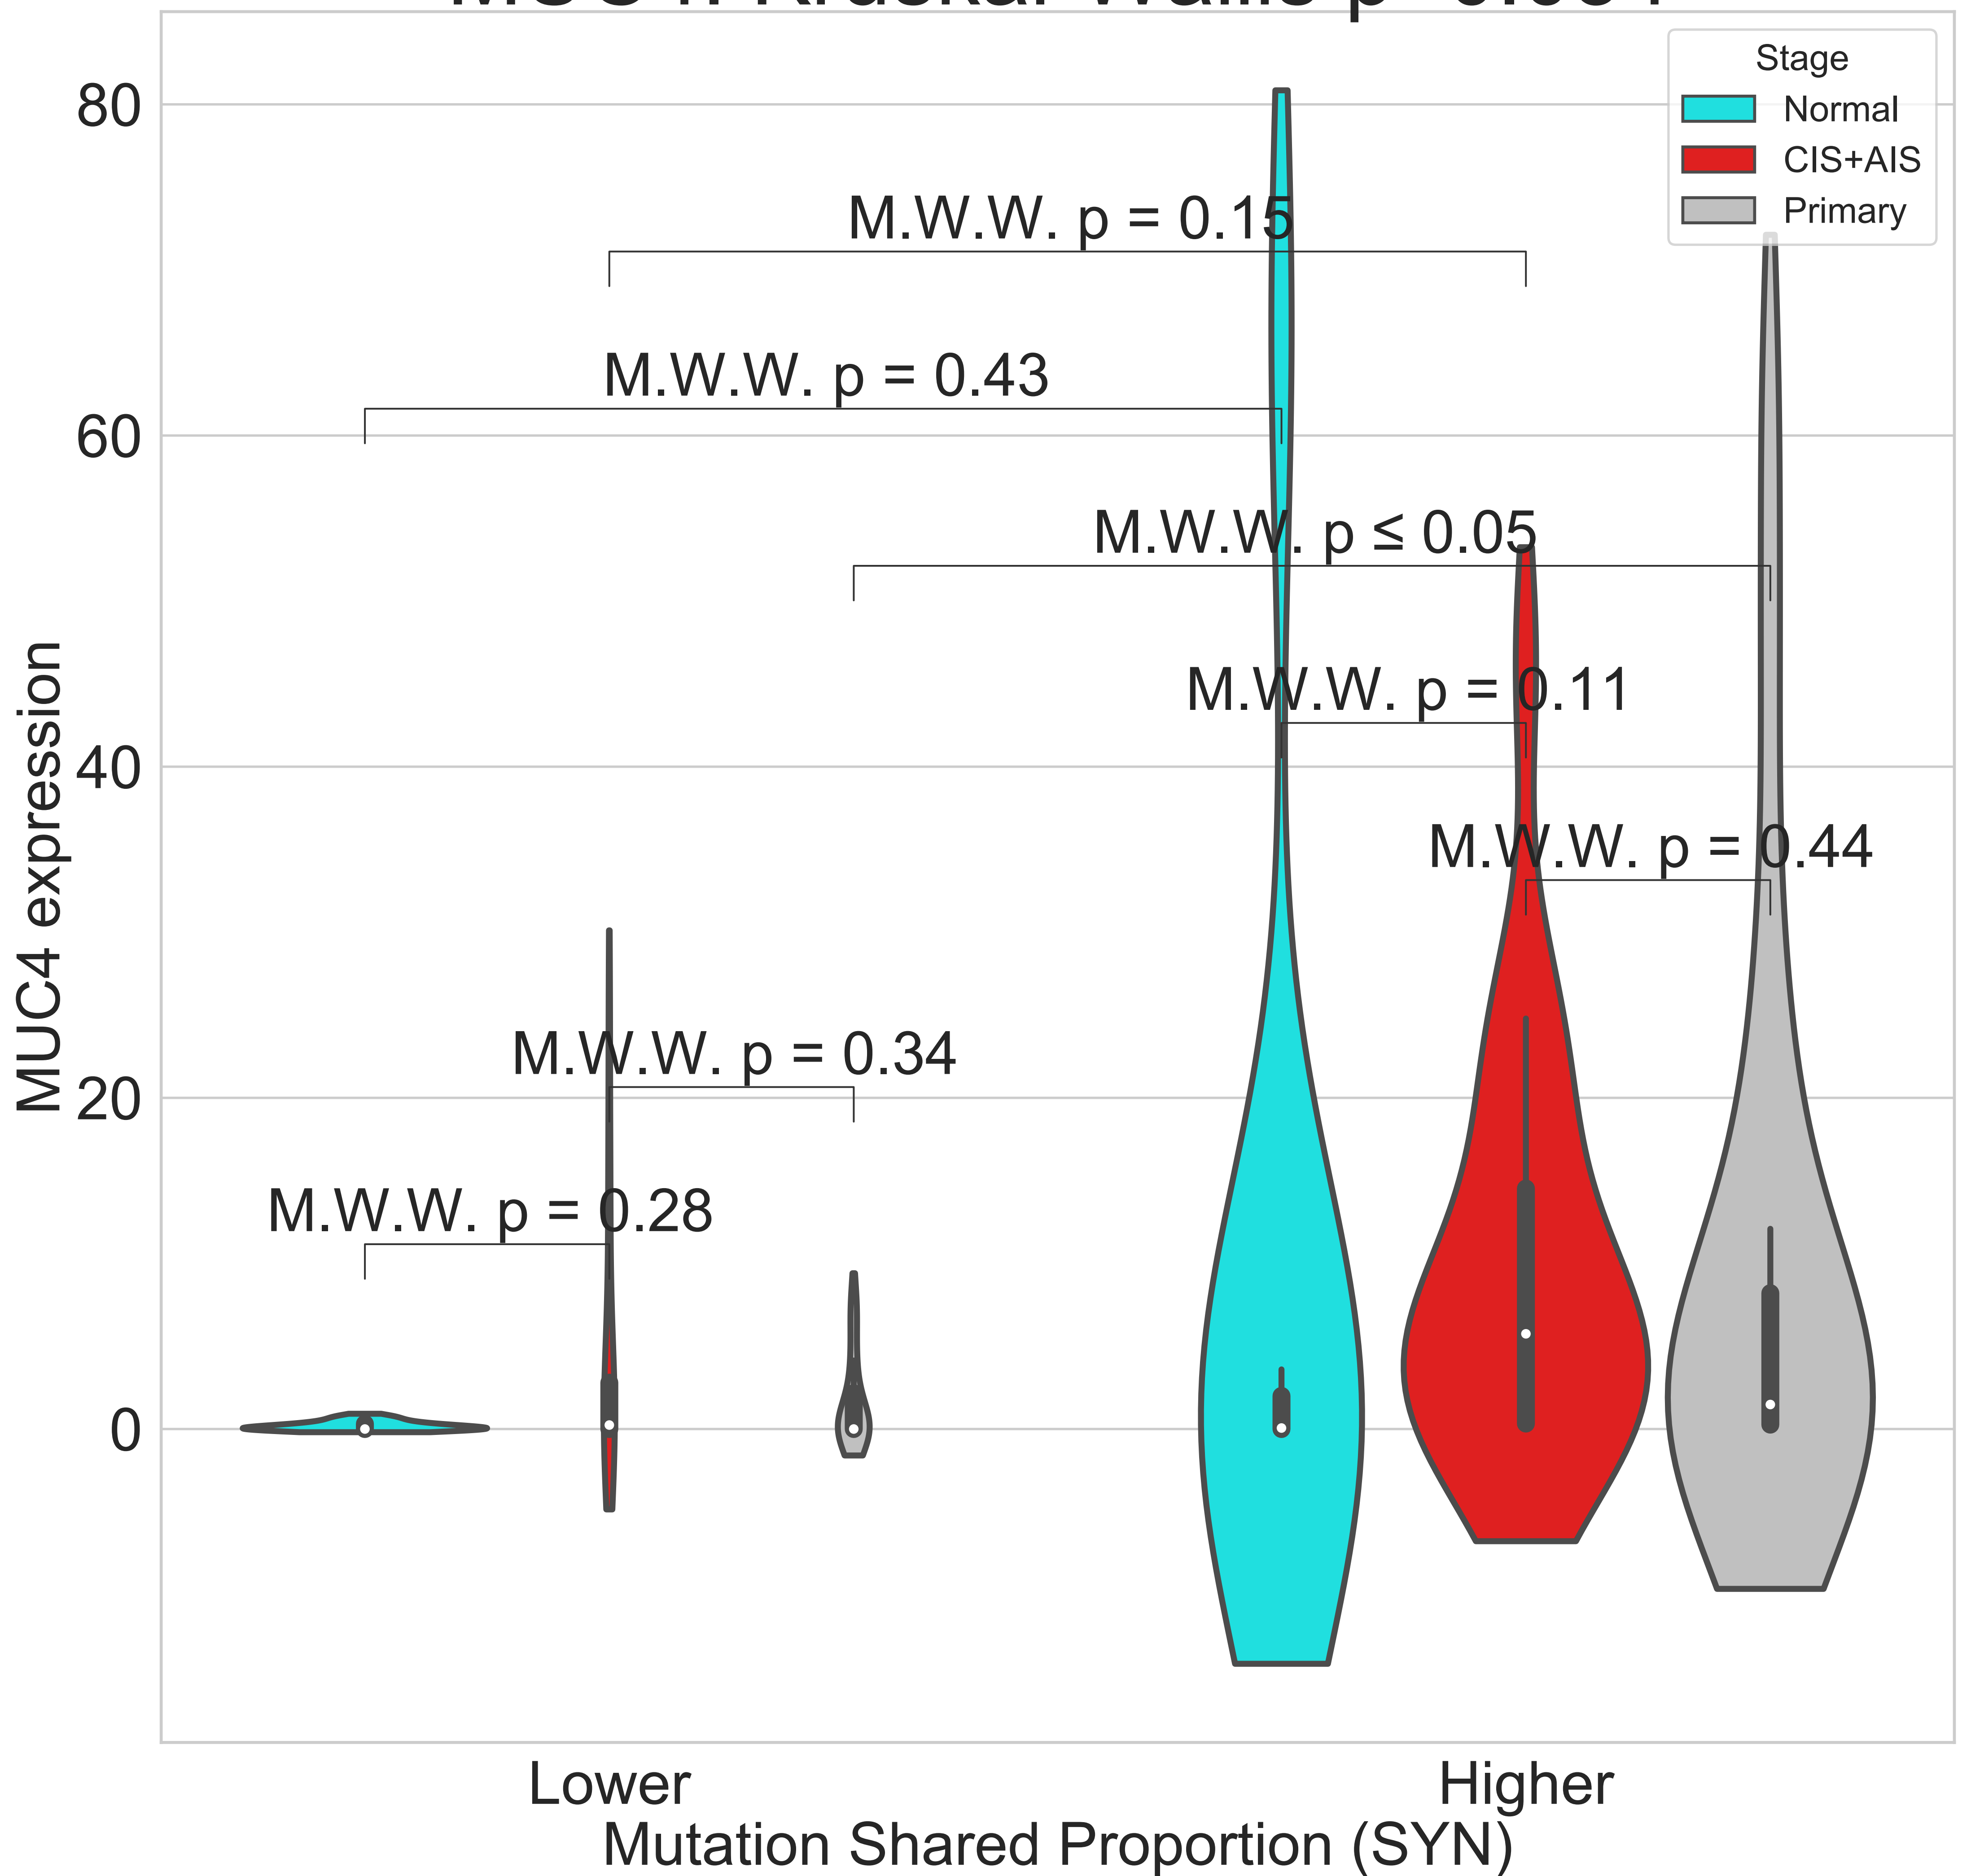 Stage
Normal
CIS+AIS
Primary
80
60
40
20
0
MUC4 expression
M.W.W. p = 0.15
M.W.W. p = 0.43
M.W.W. p ≤ 0.05
M.W.W. p = 0.11
M.W.W. p = 0.44
M.W.W. p = 0.34
M.W.W. p = 0.28
Lower
Higher
Mutation Shared Proportion (SYN)